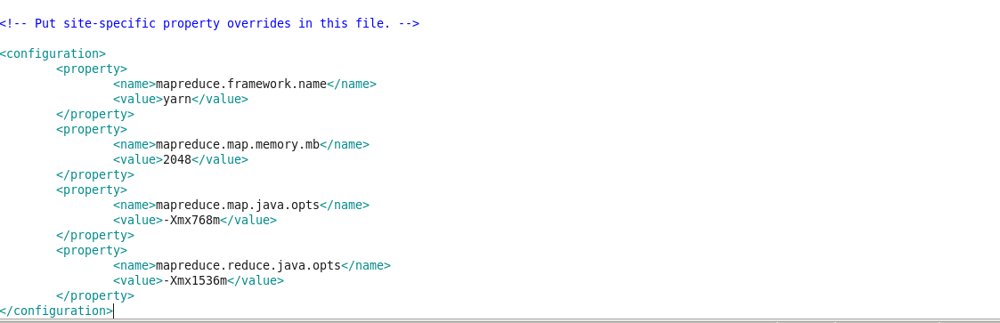 <!-- Put site-specific property overrides in this file. -->
<configuration>
<property>
<name>mapreduce.framework.name</name>
<value>yarn</value>
</property>
<property>
<name>mapreduce.map.memory.mb</name>
<value>2048</value>
</property>
<property>
<name>mapreduce.map.java.opts</name>
<value>-Xmx768m</value>
</property>
<property>
<name>mapreduce.reduce.java.opts</name>
<value>-Xmx1536m</value>
</property>
</configuration>